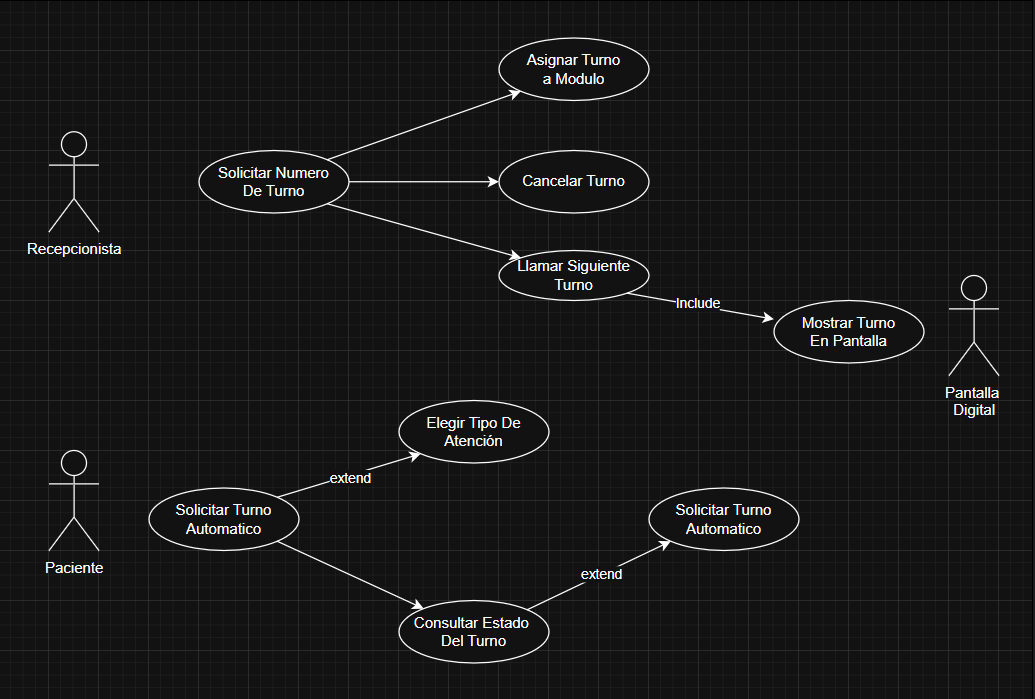 Asignar Turno
a Modulo
Solicitar Numero
De Turno
Cancelar Turno
Recepcionista
Llamar Siguiente
Turno
Include
Mostrar Turno
En Pantalla
Pantalla
Digital
Elegir Tipo De
Atención
extend
Solicitar Turno
Automatico
Solicitar Turno
Automatico
Paciente
extend
Consultar Estado
Del Turno